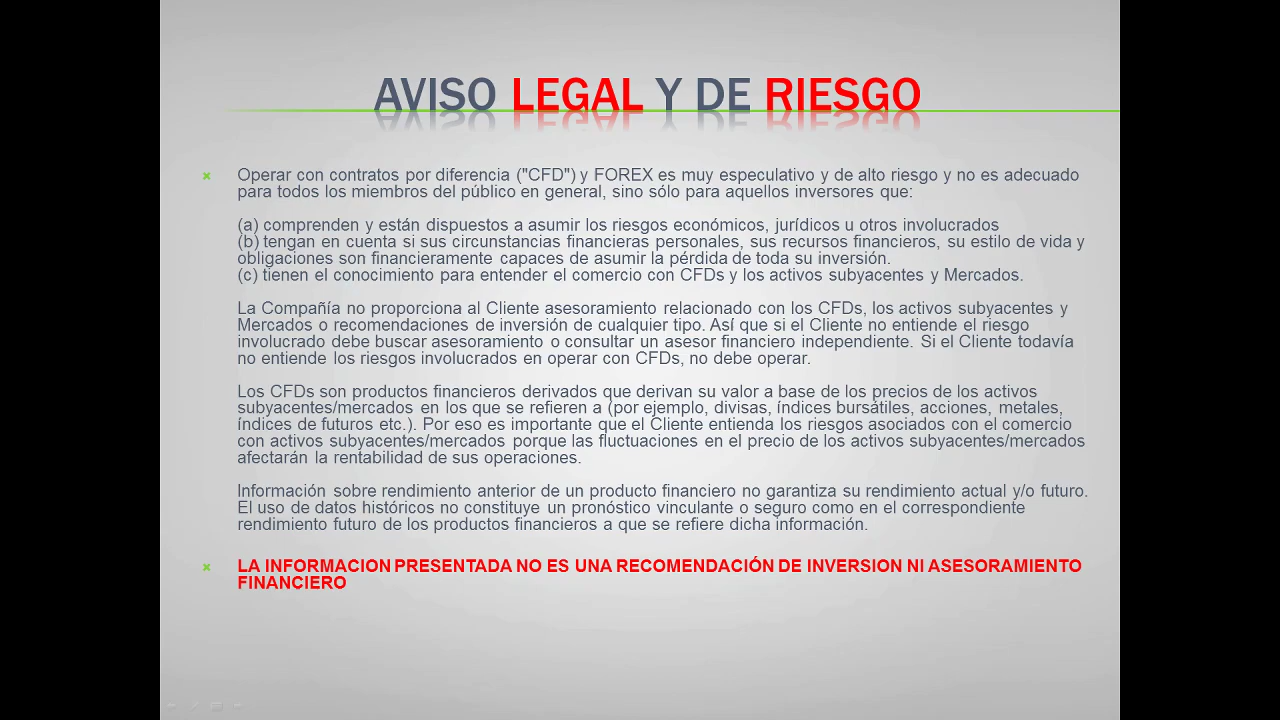 AVISO LEGAL Y DE RIESGO
Operar con contratos por diferencia ("CFD") y FOREX es muy especulativo y de alto riesgo y no es adecuado
para todos los miembros del público en general, sino sólo para aquellos inversores que:
(a) comprenden y están dispuestos a asumir los riesgos económicos, jurídicos u otros involucrados
(b) tengan en cuenta si sus circunstancias financieras personales, sus recursos financieros, su estilo de vida y
obligaciones son financieramente capaces de asumir la pérdida de toda su inversión.
(c) tienen el conocimiento para entender el comercio con CFDs y los activos subyacentes y Mercados.
La Compañía no proporciona al Cliente asesoramiento relacionado con los CFDs, los activos subyacentes y
Mercados o recomendaciones de inversión de cualquier tipo. Así que si el Cliente no entiende el riesgo
involucrado debe buscar asesoramiento o consultar un asesor financiero independiente. Si el Cliente todavía
no entiende los riesgos involucrados en operar con CFDs, no debe operar.
Los CFDs son productos financieros derivados que derivan su valor a base de los precios de los activos
subyacentes/mercados en los que se refieren a (por ejemplo, divisas, índices bursátiles, acciones, metales,
índices de futuros etc.). Por eso es importante que el Cliente entienda los riesgos asociados con el comercio
con activos subyacentes/mercados porque las fluctuaciones en el precio de los activos subyacentes/mercados
afectarán la rentabilidad de sus operaciones.
Información sobre rendimiento anterior de un producto financiero no garantiza su rendimiento actual y/o futuro.
El uso de datos históricos no constituye un pronóstico vinculante o seguro como en el correspondiente
rendimiento futuro de los productos financieros a que se refiere dicha información.
LA INFORMACION PRESENTADA NO ES UNA RECOMENDACIÓN DE INVERSION NI ASESORAMIENTO
FINANCIERO